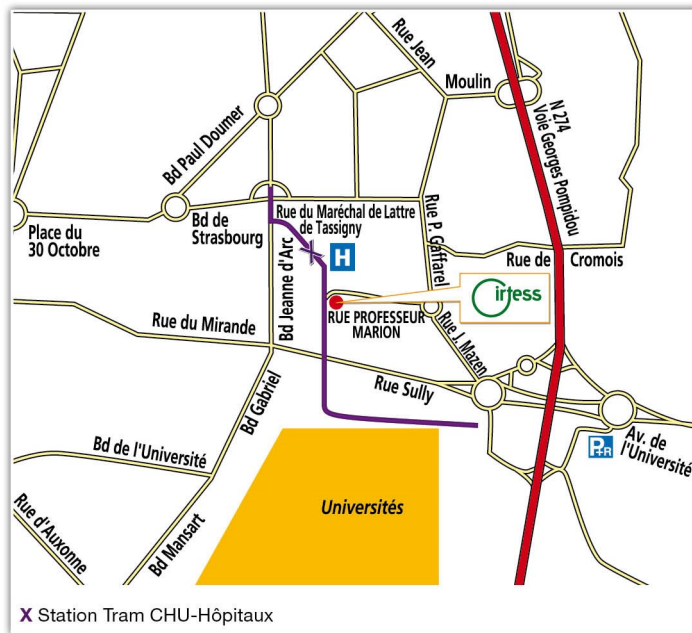 Rue Jean
Moulin
N 274
Voie Georges Pompidou
Bd Paul Doumer
Place du
30 Octobre
Bd de
Strasbourg
Rue du Maréchal de Lattre
de Tassigny
Rue P. Gaffarel
Rue de Cromois
H
Bd Jeanne d'Arc
irtess
RUE PROFESSEUR
MARION
Rue du Mirande
Rue J. Mazen
Rue Sully
Bd Gabriel
Av. de
l'Université
P+R
Bd de l'Université
Universités
Rue d'Auxonne
Bd Mansart
X Station Tram CHU-Hôpitaux